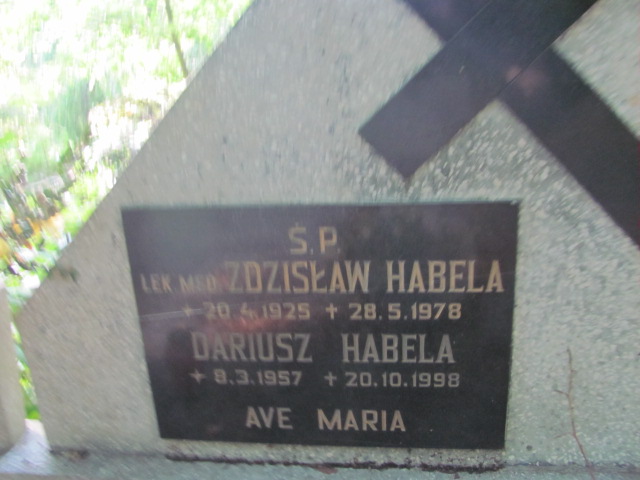 Ś.P.
LEK MED. ZDZISŁAW HABELA
+ 20.4.1925 + 28.5.1978
DARIUSZ HABELA
+ 8.3.1957 + 20.10.1998
AVE MARIA